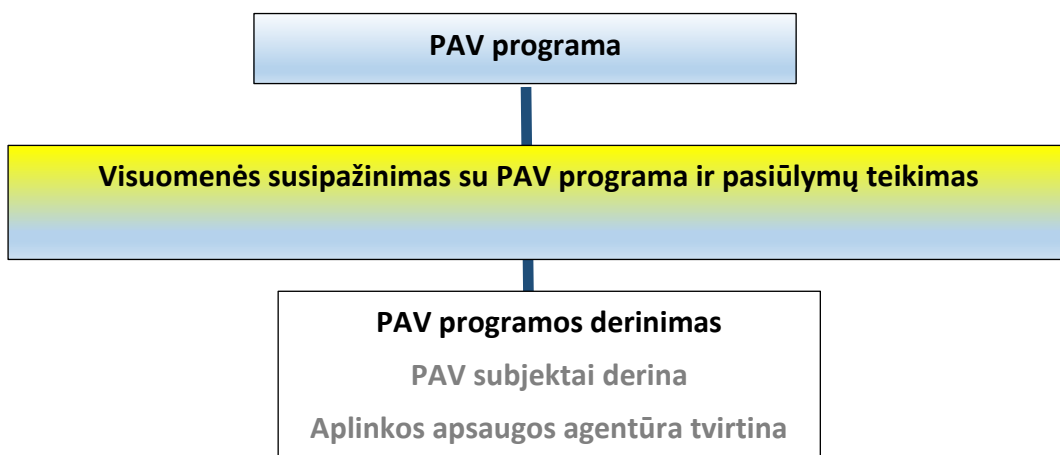 PAV programa
Visuomenės susipažinimas su PAV programa ir pasiūlymų teikimas
PAV programos derinimas
PAV subjektai derina
Aplinkos apsaugos agentūra tvirtina